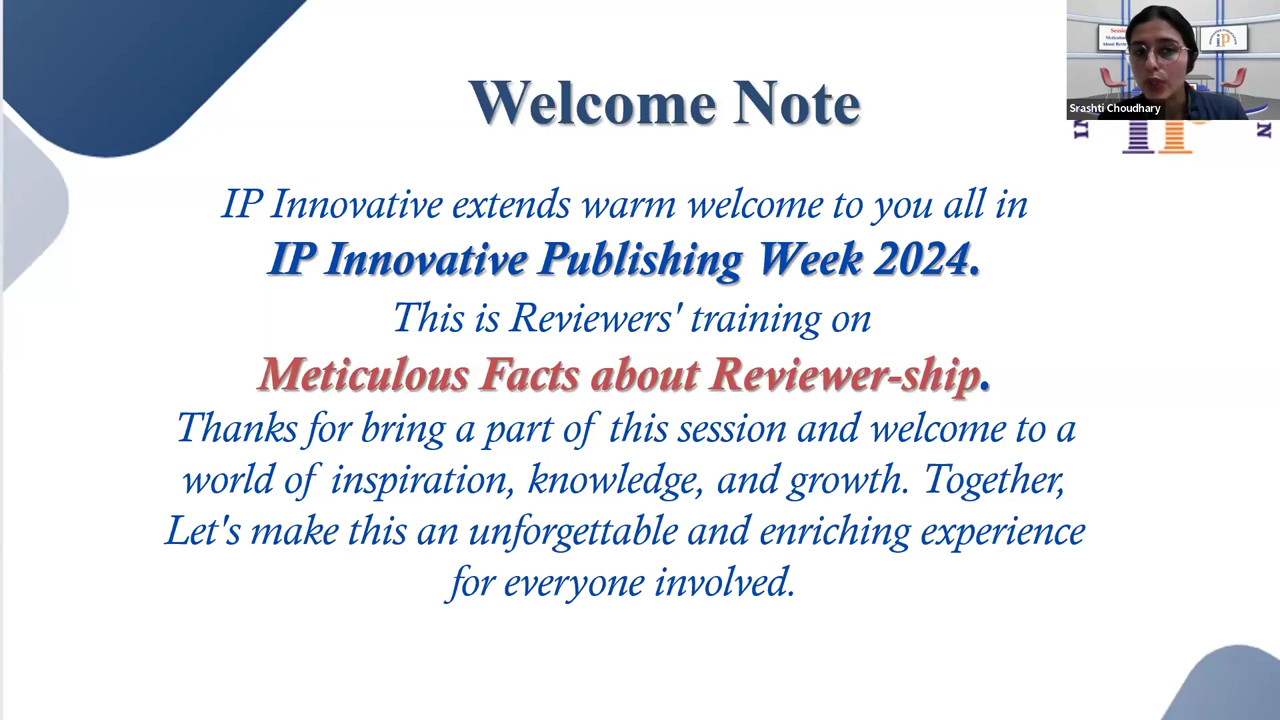 Welcome Note
Srashti Choudhary
IP Innovative extends warm welcome to you all in
IP Innovative Publishing Week 2024.
This is Reviewers' training on
Meticulous Facts about Reviewer-ship.
Thanks for bring a part of this session and welcome to a
world of inspiration, knowledge, and growth. Together,
Let's make this an unforgettable and enriching experience
for everyone involved.